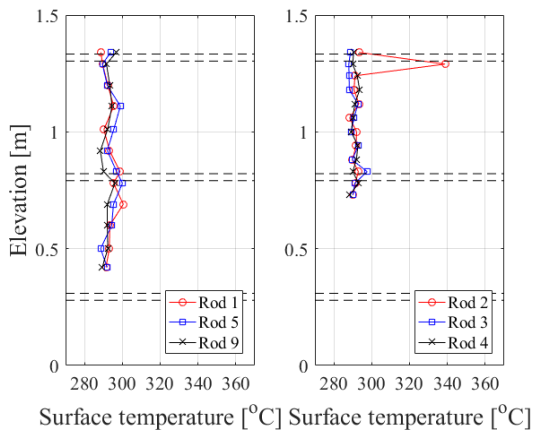 1.5
1
0.5
0
Elevation [m]
280 300 320 340 360
Surface temperature [°C]
Rod 1
Rod 5
Rod 9
1.5
1
0.5
0
280 300 320 340 360
Surface temperature [°C]
Rod 2
Rod 3
Rod 4